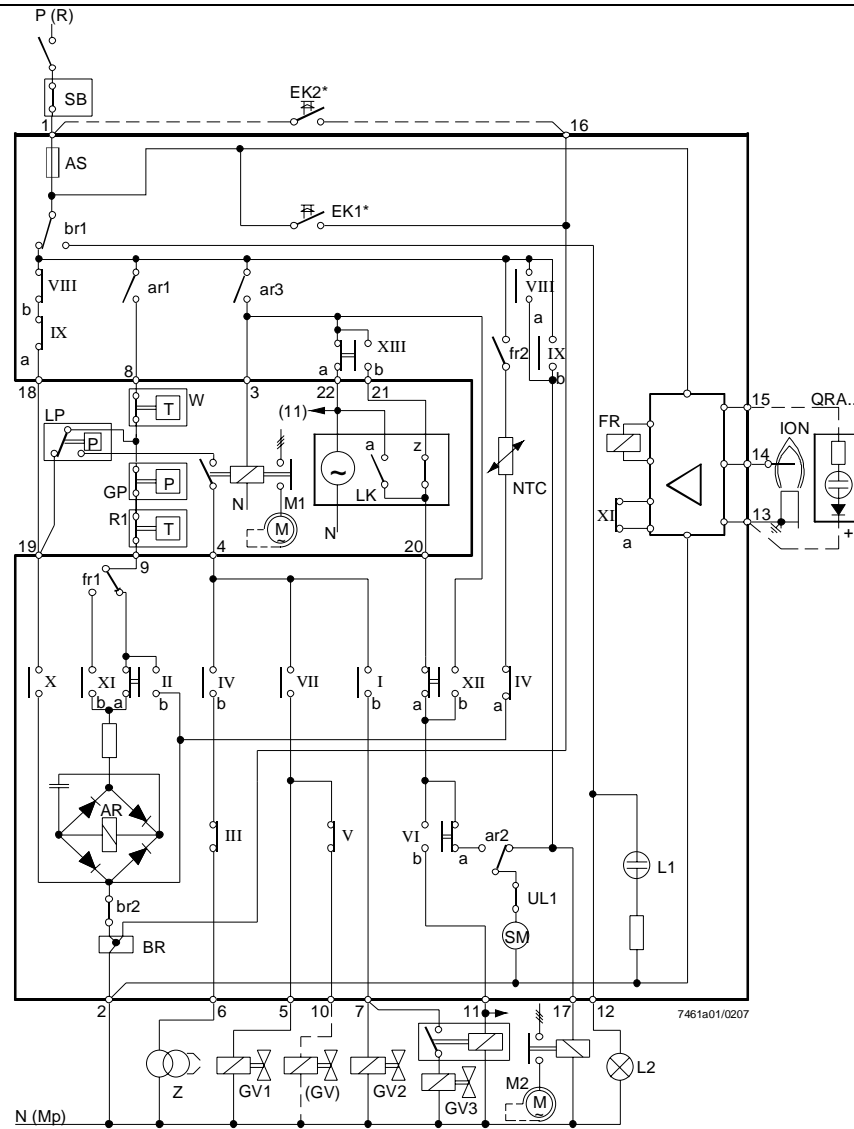 P (R)
SB
EK2*
1
16
AS
EK1*
br1
VIII
ar1
ar3
VIII
b
IX
a
XIII
a
fr2
IX
a
b
b
18
8
3
22
21
15
QRA..
LP
T
W
(11)
FR
14
ION
P
a
z
GP
P
~
NTC
XI
N
M1
LK
a
13
R1
T
M
~
N
+
19
9
4
20
fr1
X
XI
II
IV
VII
I
XII
IV
b
a
b
b
b
a
b
a
AR
III
V
VI
ar2
L1
b
a
UL1
br2
BR
SM
2
6
5
10
7
11
17
12
7461a01/0207
Z
GV1
(GV)
GV2
GV3
M2
M
~
L2
N (Mp)